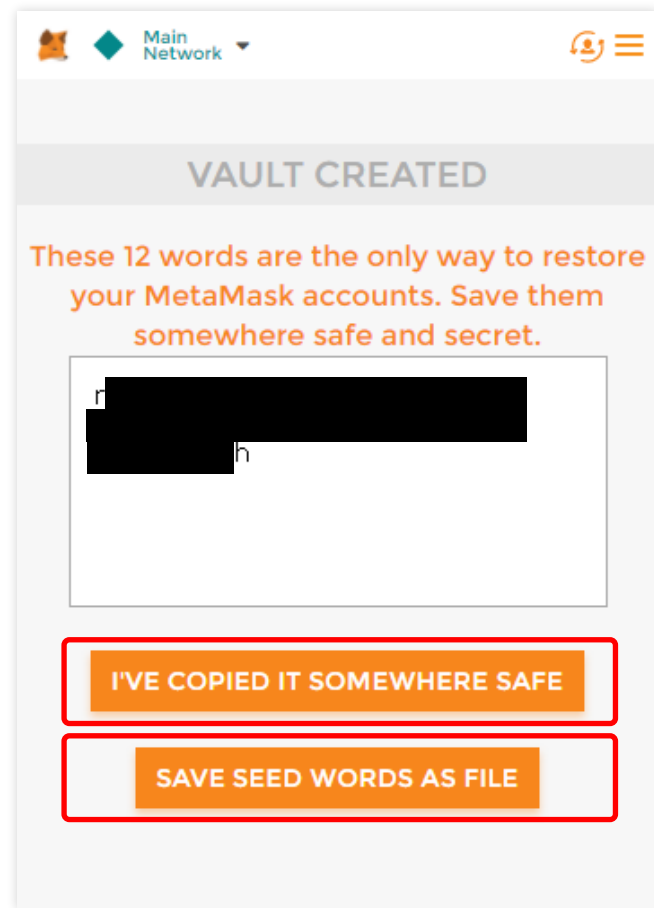 Main
Network
VAULT CREATED
These 12 words are the only way to restore
your MetaMask accounts. Save them
somewhere safe and secret.
I'VE COPIED IT SOMEWHERE SAFE
SAVE SEED WORDS AS FILE